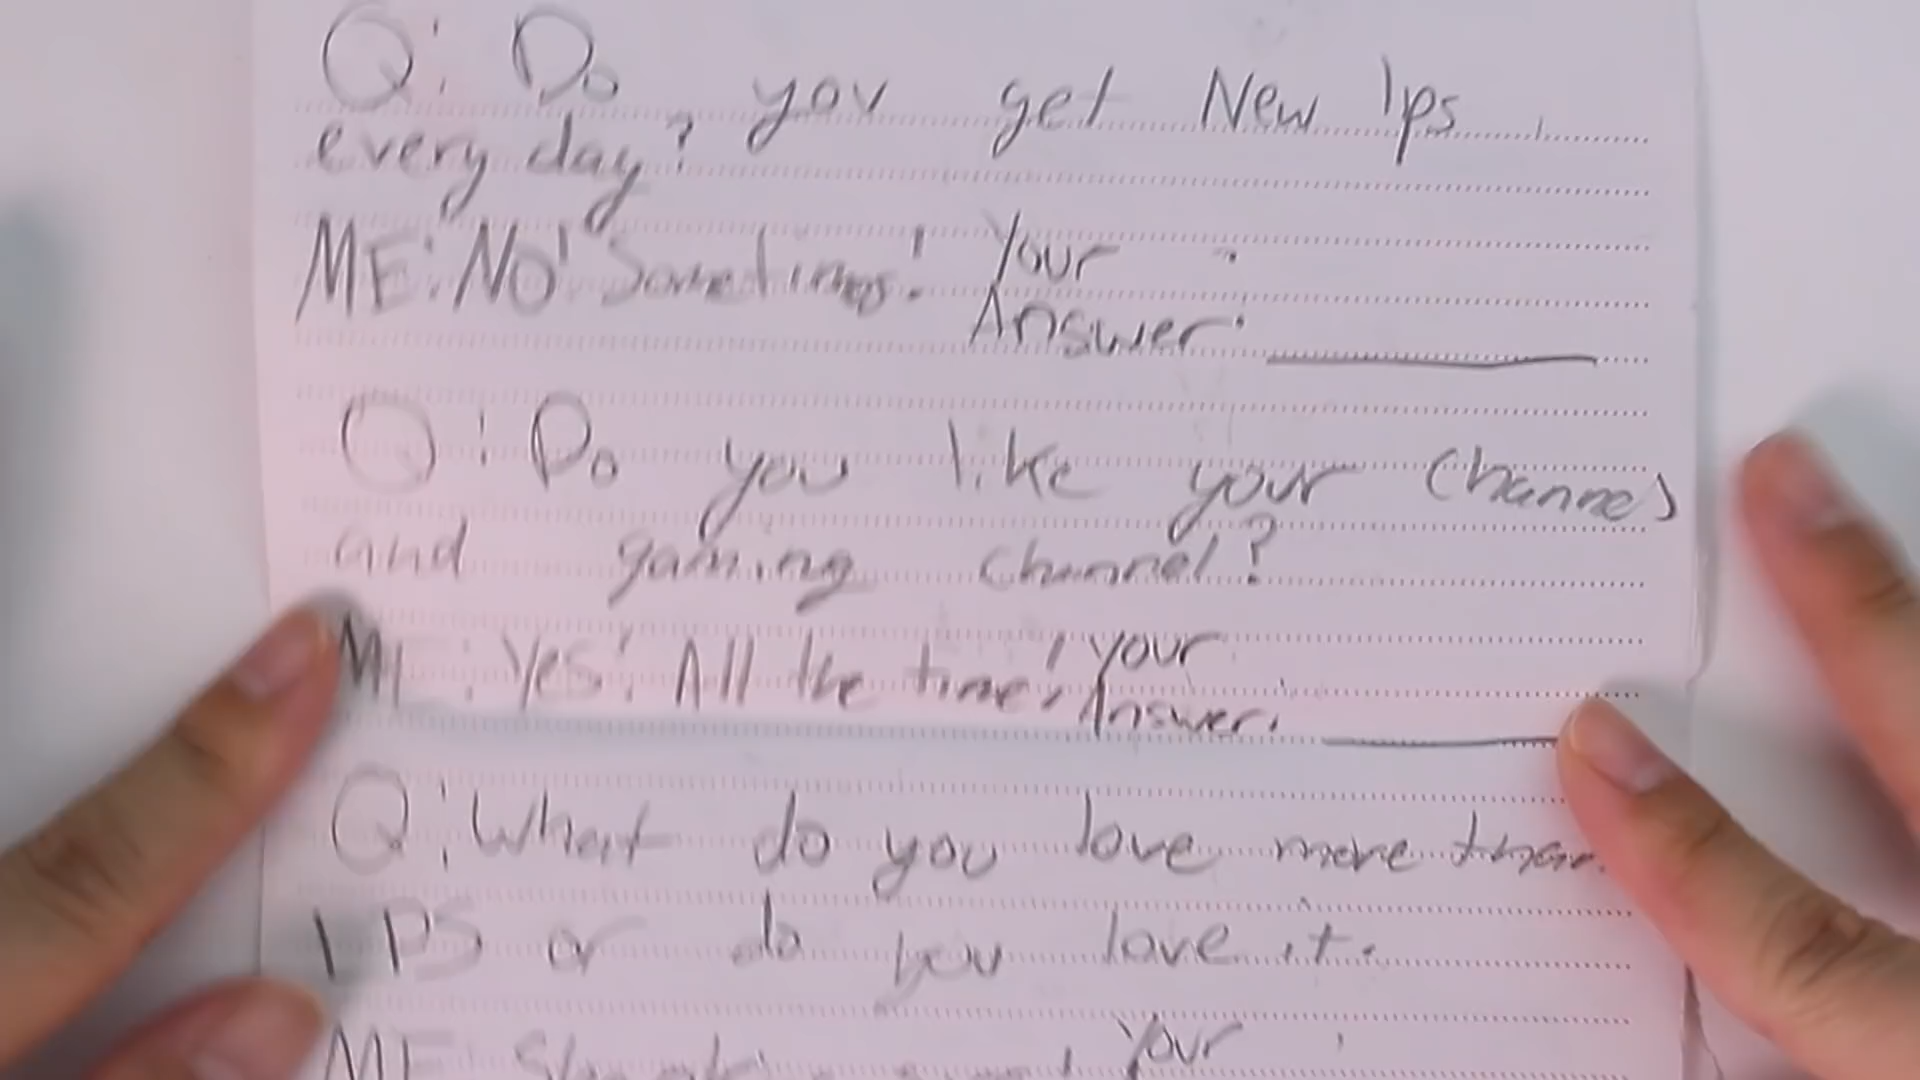 Q: Do you get New lps
every day?
ME: NO! Sometimes! Your
Answer: 
Q: Do you like your Channel
and gaming channel?
ME: Yes! All the time! Your
Answer:
Q: What do you love more than
LPS or do you love it.
ME: Your